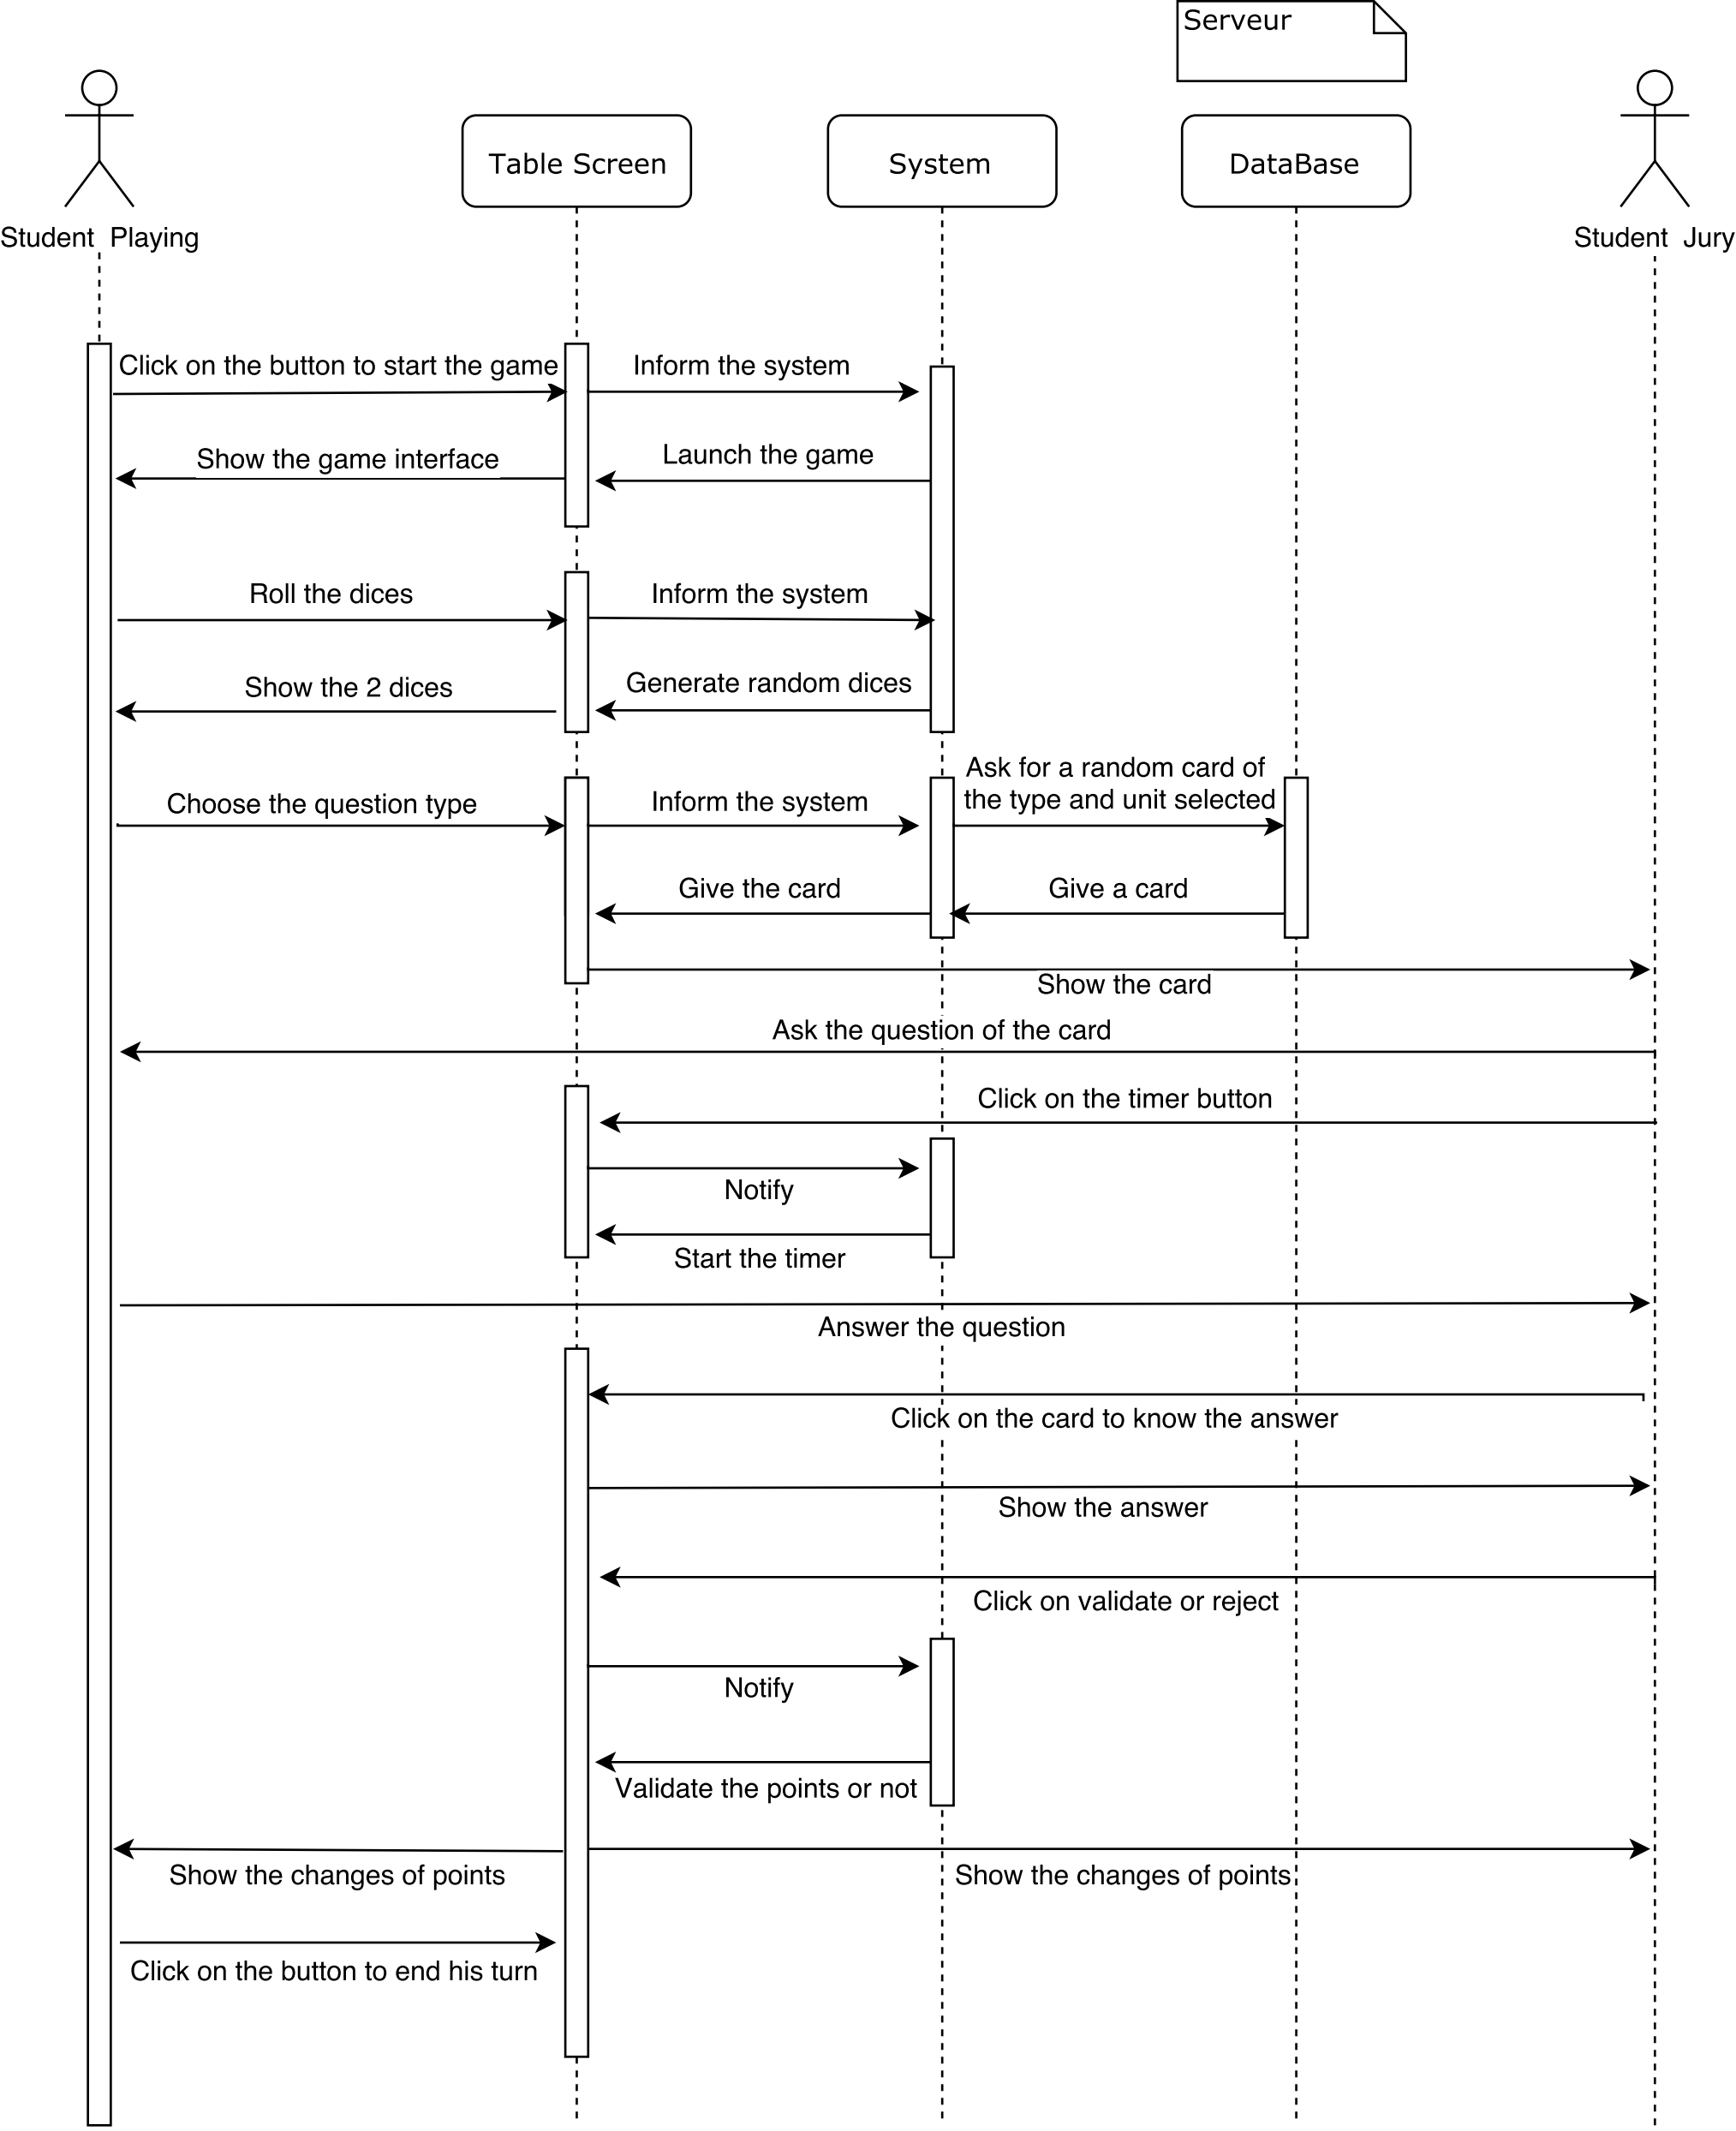 Serveur
Table Screen
System
DataBase
Student Playing
Student Jury
Click on the button to start the game
Inform the system
Show the game interface
Launch the game
Roll the dices
Inform the system
Show the 2 dices
Generate random dices
Ask for a random card of
the type and unit selected
Choose the question type
Inform the system
Give the card
Give a card
Show the card
Ask the question of the card
Click on the timer button
Notify
Start the timer
Answer the question
Click on the card to know the answer
Show the answer
Click on validate or reject
Notify
Validate the points or not
Show the changes of points
Show the changes of points
Click on the button to end his turn